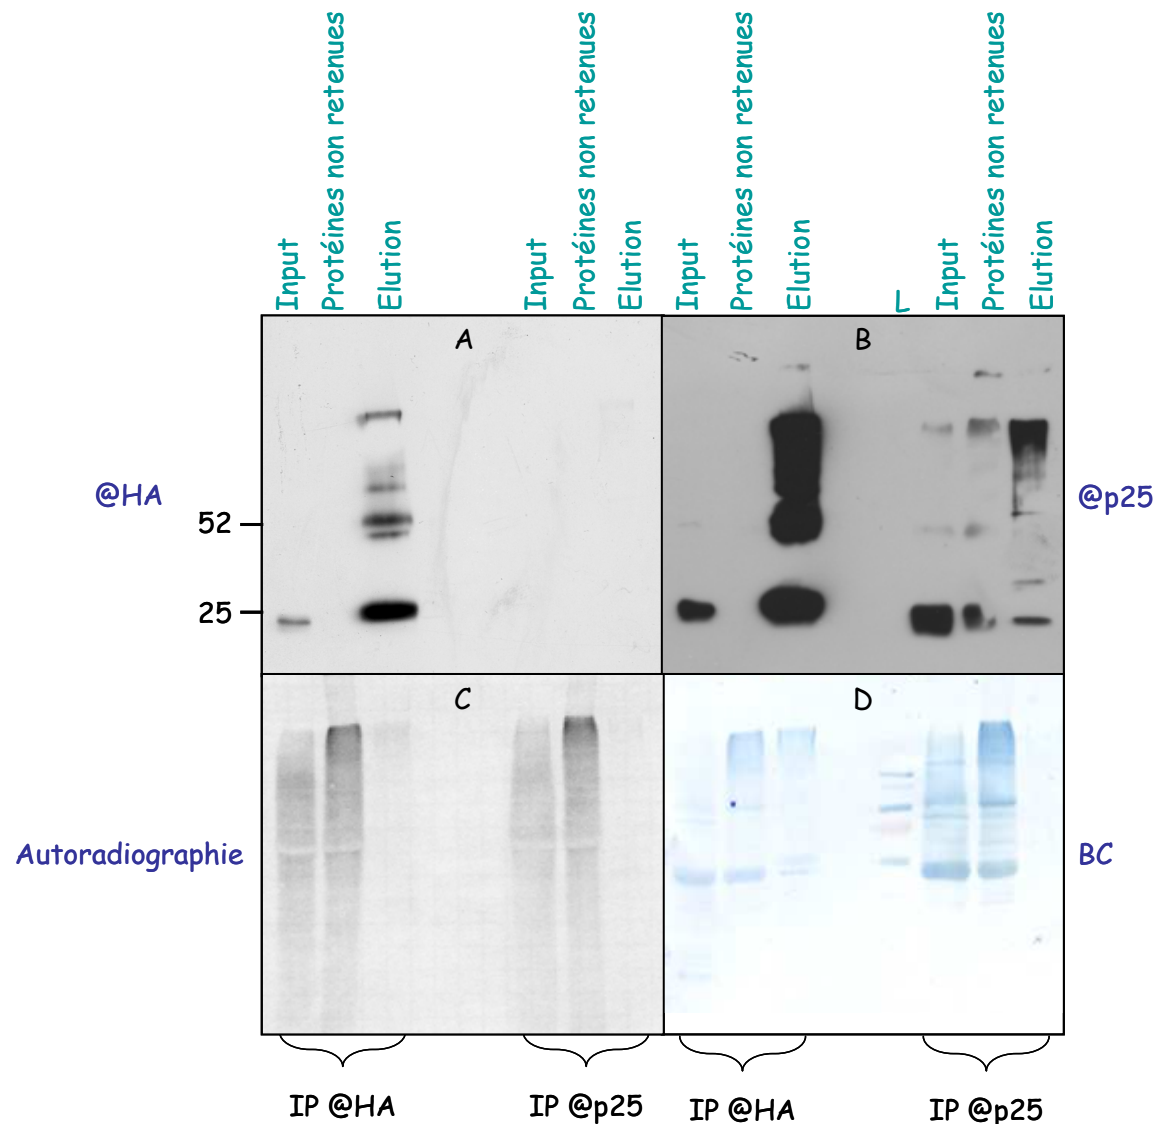 Input
Protéines non retenues
Elution
Input
Protéines non retenues
Elution
Input
Protéines non retenues
Elution
L
Input
Protéines non retenues
Elution
A
B
@HA
@p25
52
25
C
D
Autoradiographie
BC
IP @HA
IP @p25
IP @HA
IP @p25